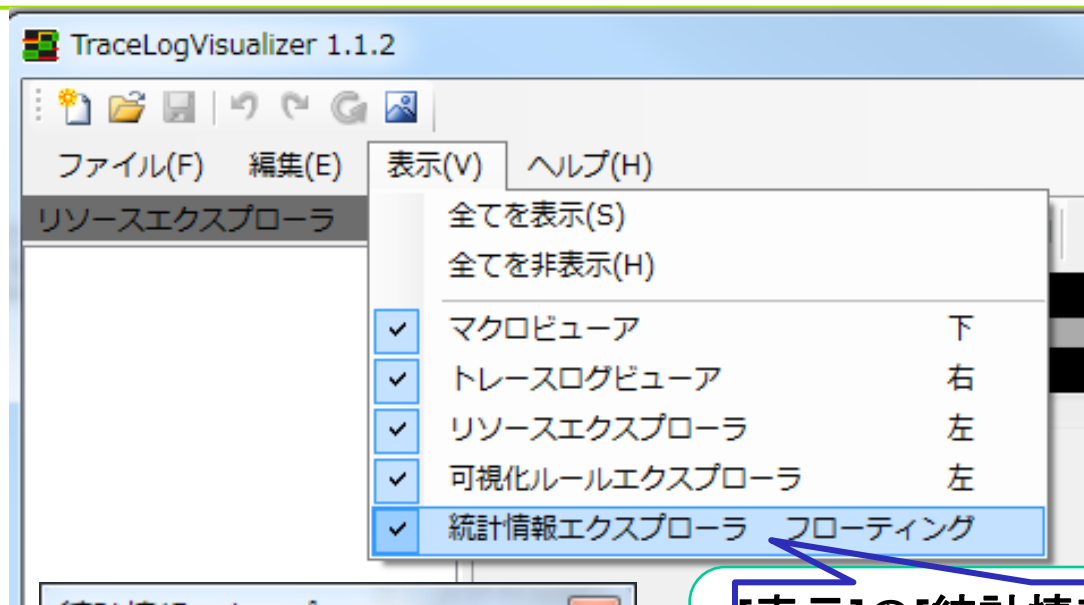 TraceLogVisualizer 1.1.2
ファイル(F) 編集(E) 表示(V) ヘルプ(H)
リソースエクスプローラ
全てを表示(S)
全てを非表示(H)
マクロビューア 下
トレースログビューア 右
リソースエクスプローラ 左
可視化ルールエクスプローラ 左
統計情報エクスプローラ フローティング